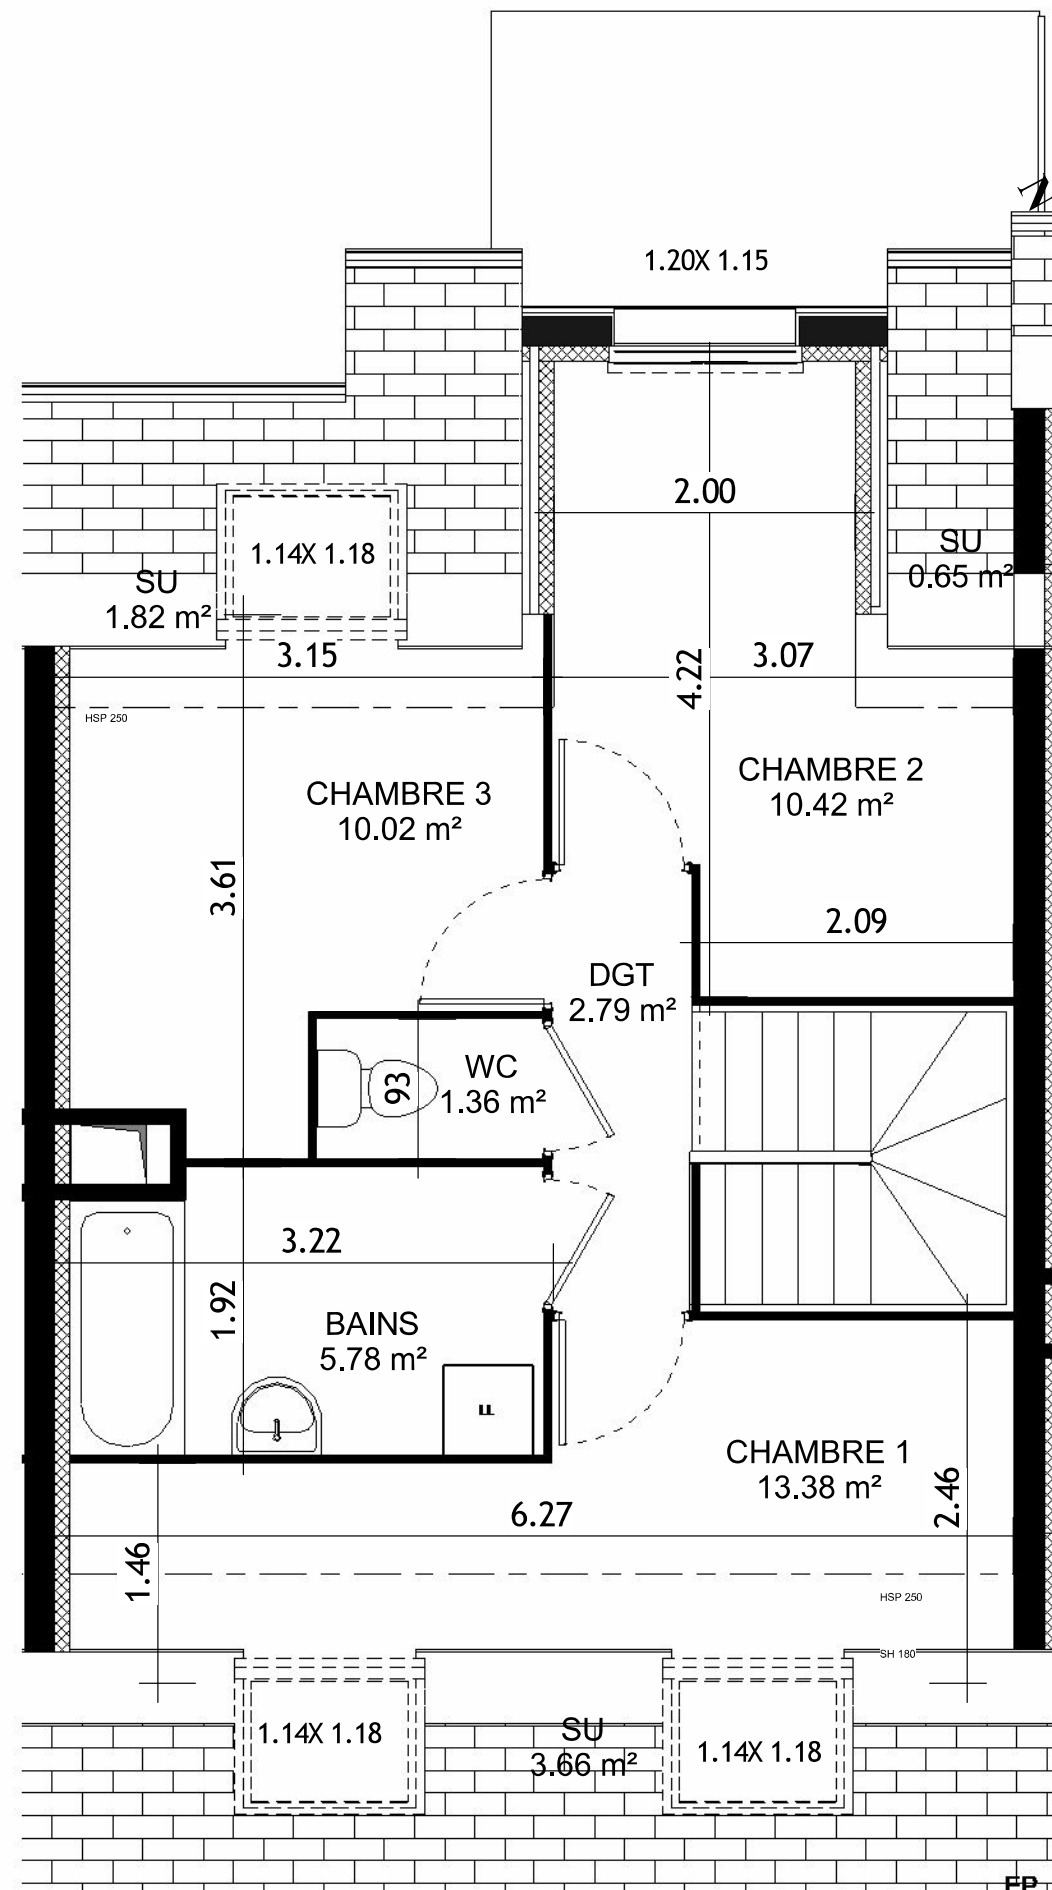 1.20X 1.15
2.00
1.14X 1.18
SU
0.65 m²
SU
1.82 m²
3.15
3.07
4.22
HSP 250
CHAMBRE 3
10.02 m²
CHAMBRE 2
10.42 m²
3.61
2.09
DGT
2.79 m²
WC
1.36 m²
93
3.22
1.92
BAINS
5.78 m²
CHAMBRE 1
13.38 m²
2.46
6.27
1.46
HSP 250
SH 180
1.14X 1.18
SU
3.66 m²
1.14X 1.18
EP